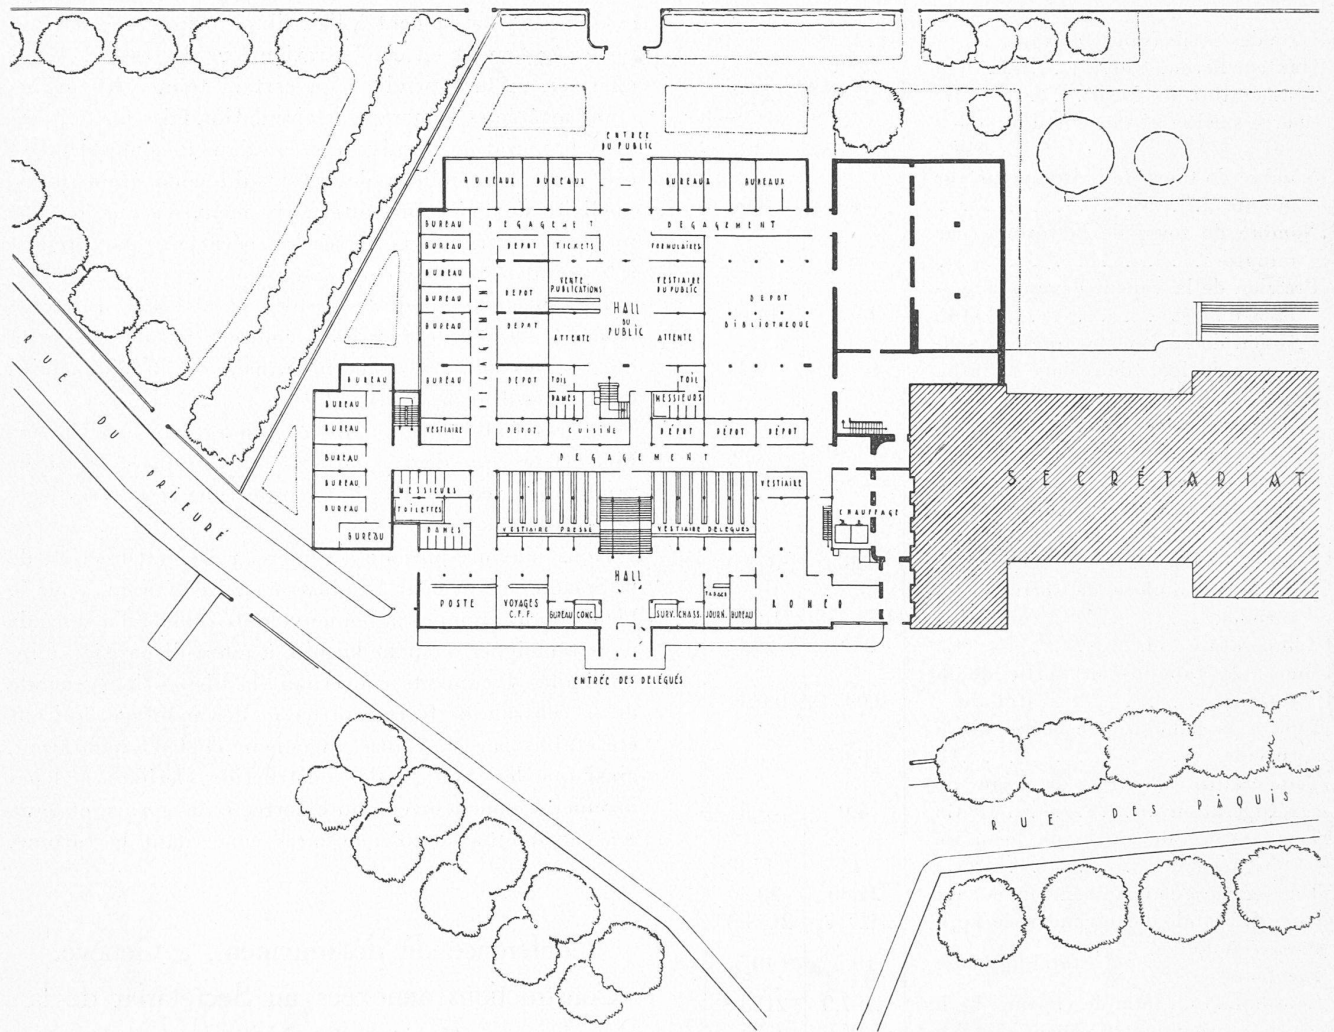 ENTRÉE
DU PUBLIC
BUREAUX BUREAUX BUREAUX BUREAUX
BUREAU DÉGAGEMENT DÉGAGEMENT
BUREAU DÉPOT TICKETS FORMULAIRES
BUREAU
VENTE
PUBLICATIONS
VESTIAIRE
DU PUBLIC
BUREAU DÉPOT
HALL
DU
PUBLIC
DÉPOT
BIBLIOTHEQUE
DÉGAGEMENT
BUREAU DÉPOT ATTENTE ATTENTE
BUREAU BUREAU DÉPOT
TOIL
DAMES
TOIL
MESSIEURS
BUREAU
BUREAU VESTIAIRE DÉPOT CUISINE DÉPOT DÉPOT DÉPOT
BUREAU DÉGAGEMENT
BUREAU
MESSIEURS
TOILETTES
DAMES
VESTIAIRE
BUREAU
BUREAU
VESTIAIRE PRESSE VESTIAIRE DÉLÉGUÉS
CHAUFFAGE
SECRÉTARIAT
HALL
POSTE
VOYAGES
C.F.F.
BUREAU CONC. SURV. CHASS.
TABACS
JOURN.
BUREAU RONÉO
ENTRÉE DES DÉLÉGUÉS
RUE DU PRIEURÉ
RUE DES PÂQUIS